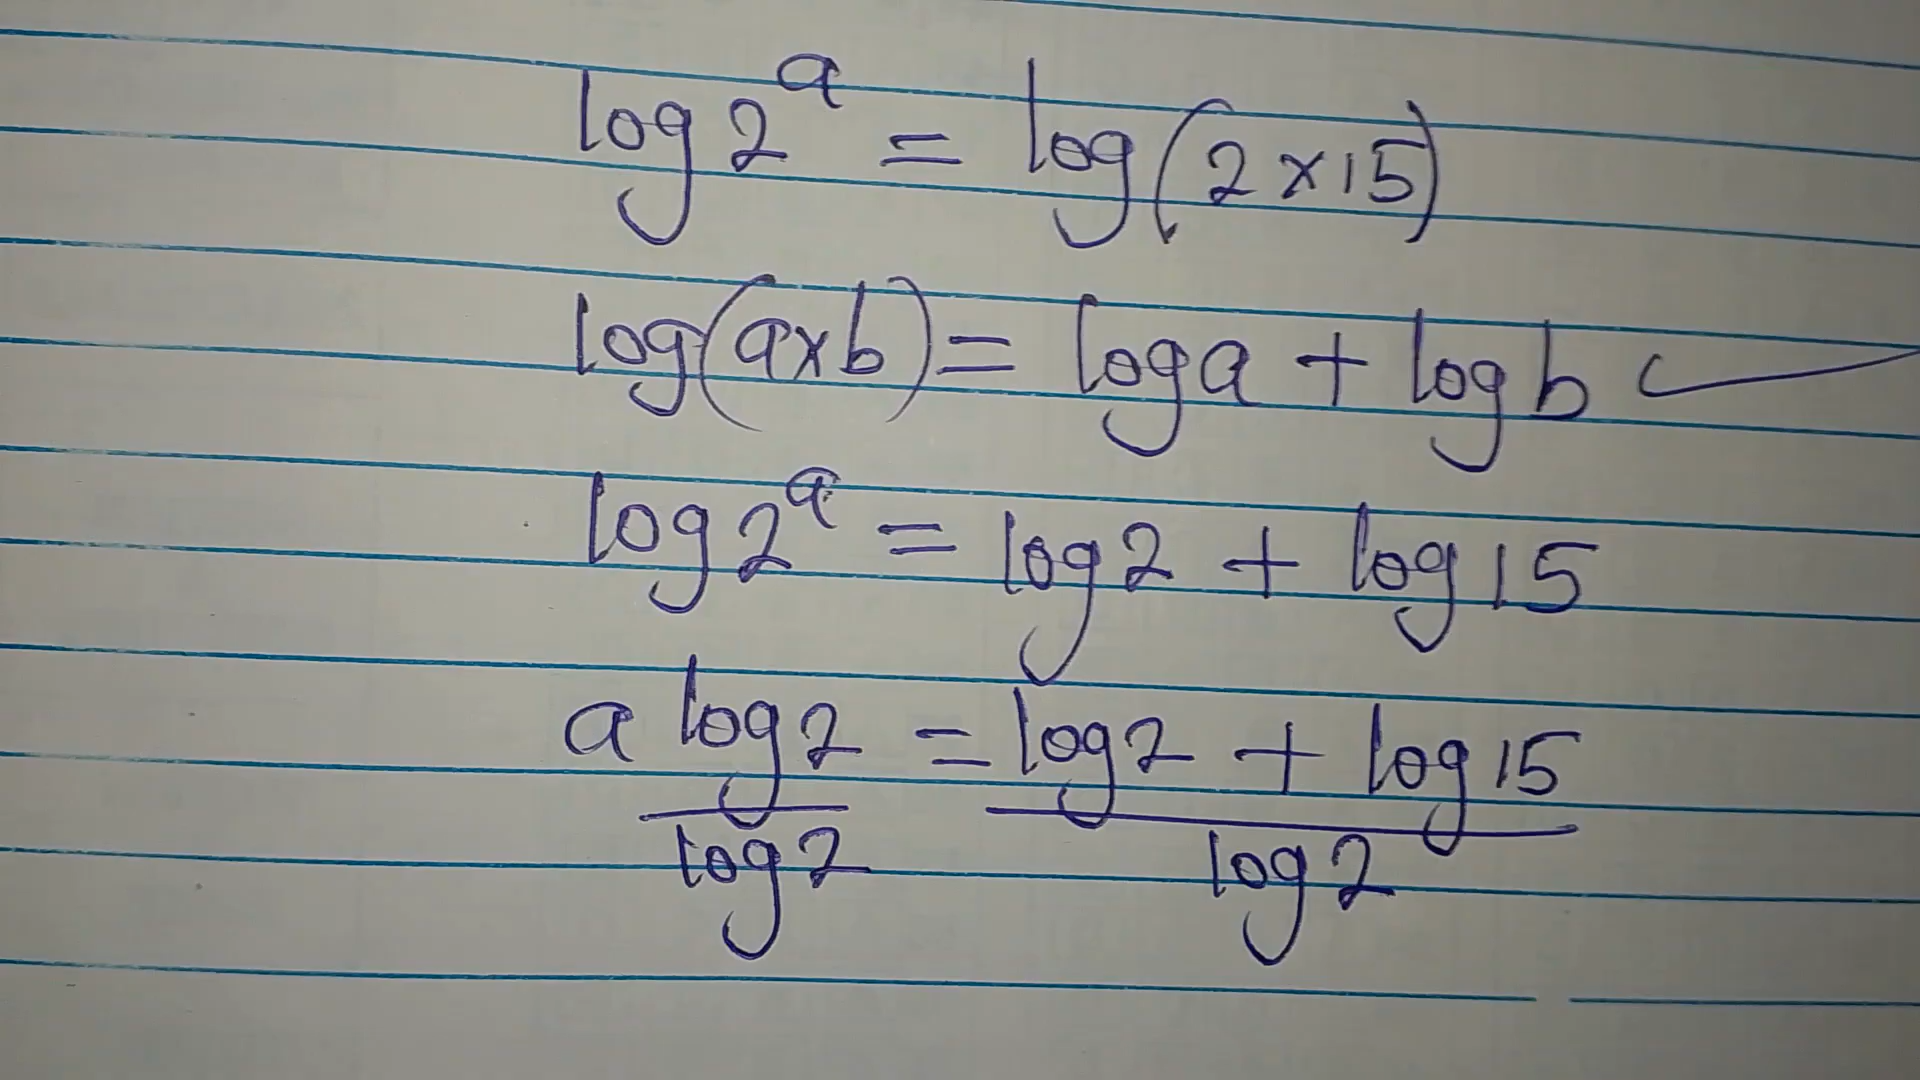 log 2^a = log(2×15)
log(a×b) = log a + log b ✓
log 2^a = log 2 + log 15
a log 2 = log 2 + log 15
log 2 log 2